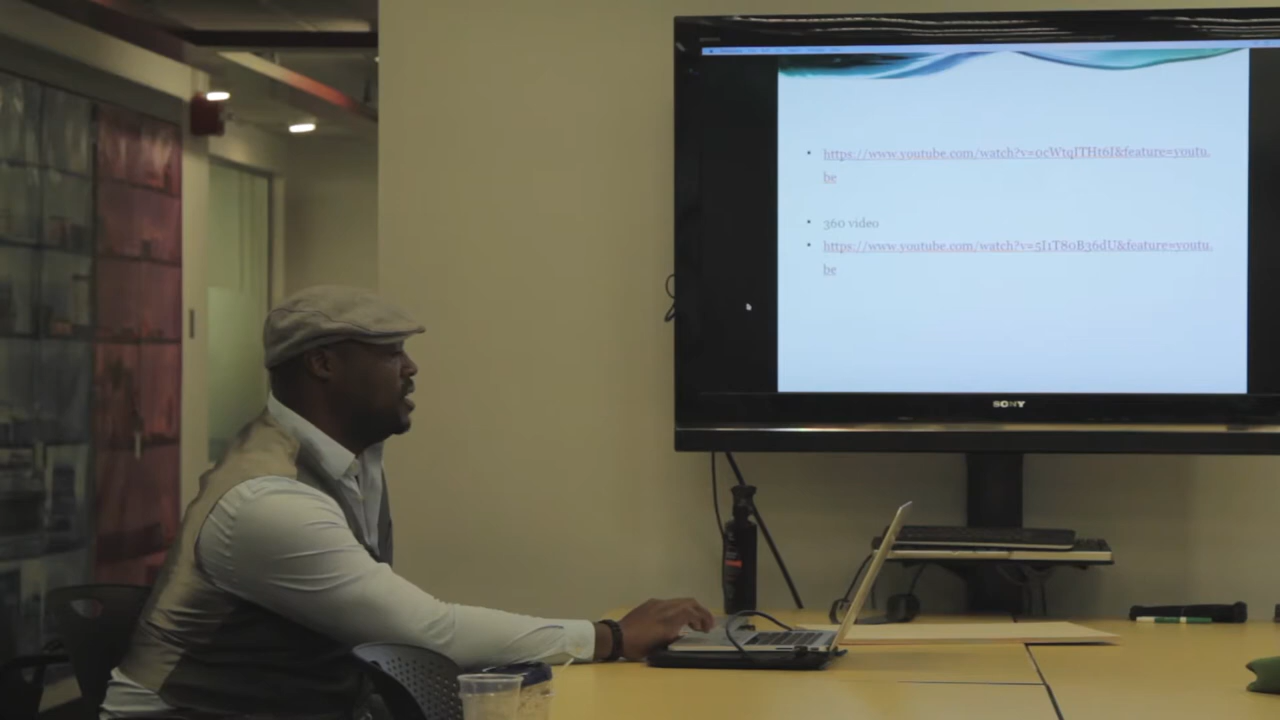 https://www.youtube.com/watch?v=0cWtqITHt6I&feature=youtu.
be
360 video
https://www.youtube.com/watch?v=5I1T80B36dU&feature=youtu.
be
SONY